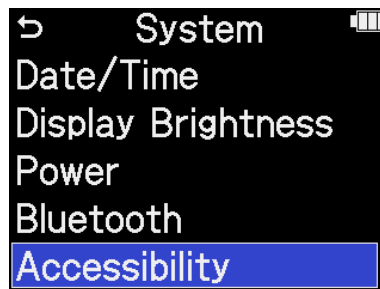 System
Date/Time
Display Brightness
Power
Bluetooth
Accessibility